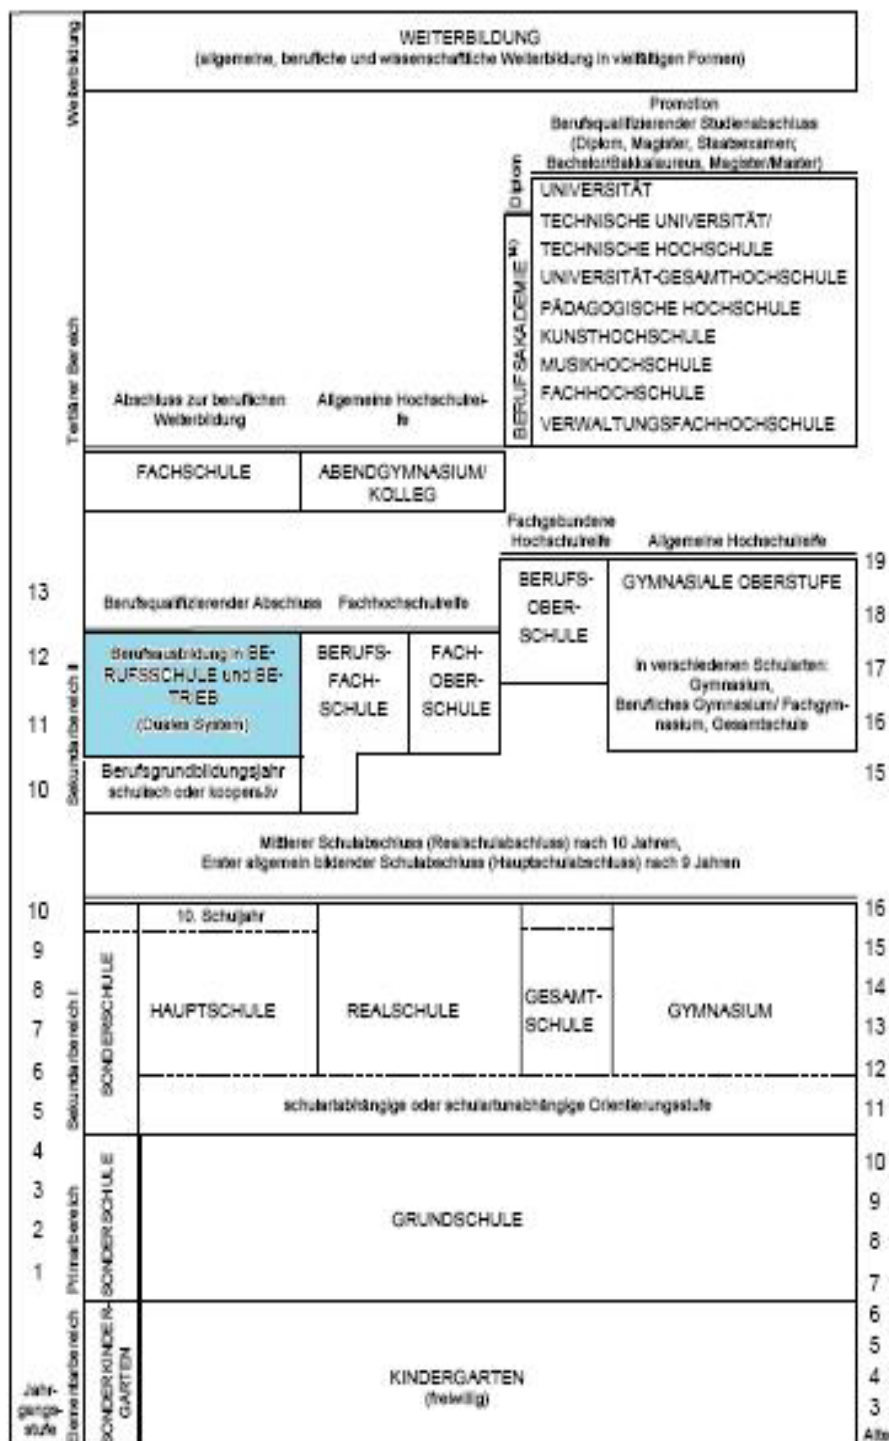 Weiterbildung
WEITERBILDUNG
(allgemeine, berufliche und wissenschaftliche Weiterbildung in vielfältigen Formen)
Tertiärer Bereich
Promotion
Berufsqualifizierender Studienabschluss
(Diplom, Magister, Staatsexamen;
Bachelor/Bakkalaureus, Magister/Master)
Diplom
BERUFSAKADEMIE
UNIVERSITÄT
TECHNISCHE UNIVERSITÄT/
TECHNISCHE HOCHSCHULE
UNIVERSITÄT-GESAMTHOCHSCHULE
PÄDAGOGISCHE HOCHSCHULE
KUNSTHOCHSCHULE
MUSIKHOCHSCHULE
FACHHOCHSCHULE
VERWALTUNGSFACHHOCHSCHULE
Abschluss zur beruflichen
Weiterbildung
Allgemeine Hochschulrei-
fe
FACHSCHULE
ABENDGYMNASIUM/
KOLLEG
Fachgebundene
Hochschulreife
Allgemeine Hochschulreife
Sekundarbereich II
13
12
11
10
Berufsqualifizierender Abschluss
Fachhochschulreife
Berufsausbildung in BE-
RUFSSCHULE und BE-
TRIEB
(Duales System)
Berufsgrundbildungsjahr
schulisch oder kooperativ
BERUFS-
FACH-
SCHULE
FACH-
OBER-
SCHULE
BERUFS-
OBER-
SCHULE
GYMNASIALE OBERSTUFE
in verschiedenen Schularten:
Gymnasium,
Berufliches Gymnasium/ Fachgym-
nasium, Gesamtschule
19
18
17
16
15
Mittlerer Schulabschluss (Realschulabschluss) nach 10 Jahren,
Erster allgemein bildender Schulabschluss (Hauptschulabschluss) nach 9 Jahren
Sekundarbereich I
10
9
8
7
6
5
SONDERSCHULE
10. Schuljahr
HAUPTSCHULE
REALSCHULE
GESAMT-
SCHULE
GYMNASIUM
schulartabhängige oder schulartunabhängige Orientierungsstufe
16
15
14
13
12
11
Primarbereich
4
3
2
1
SONDERSCHULE
GRUNDSCHULE
10
9
8
7
Elementarbereich
SONDERKINDER-
GARTEN
KINDERGARTEN
(freiwillig)
6
5
4
3
Jahr-
gangs-
stufe